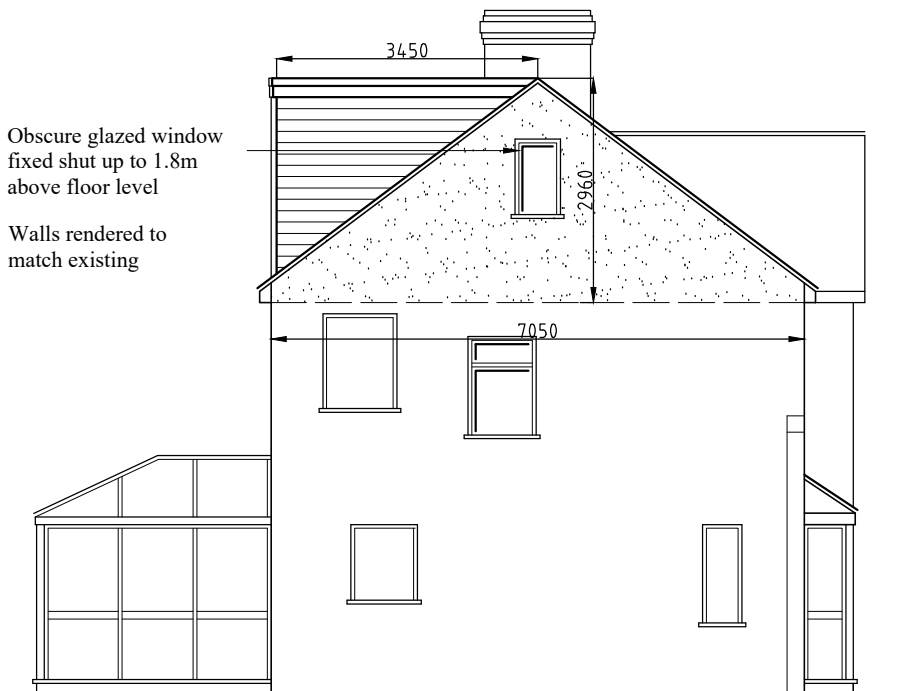 3450
Obscure glazed window
fixed shut up to 1.8m
above floor level
2960
Walls rendered to
match existing
7050